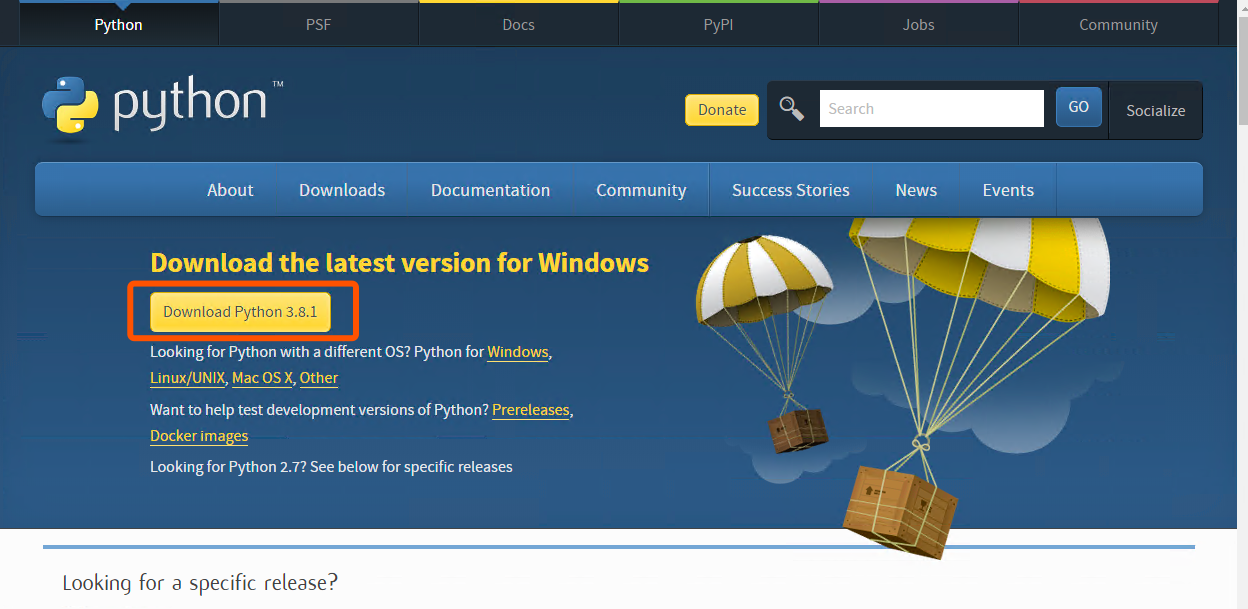 Python PSF Docs PyPI Jobs Community
python™
Donate Search GO Socialize
About Downloads Documentation Community Success Stories News Events
Download the latest version for Windows
Download Python 3.8.1
Looking for Python with a different OS? Python for Windows,
Linux/UNIX, Mac OS X, Other
Want to help test development versions of Python? Prereleases,
Docker images
Looking for Python 2.7? See below for specific releases
Looking for a specific release?